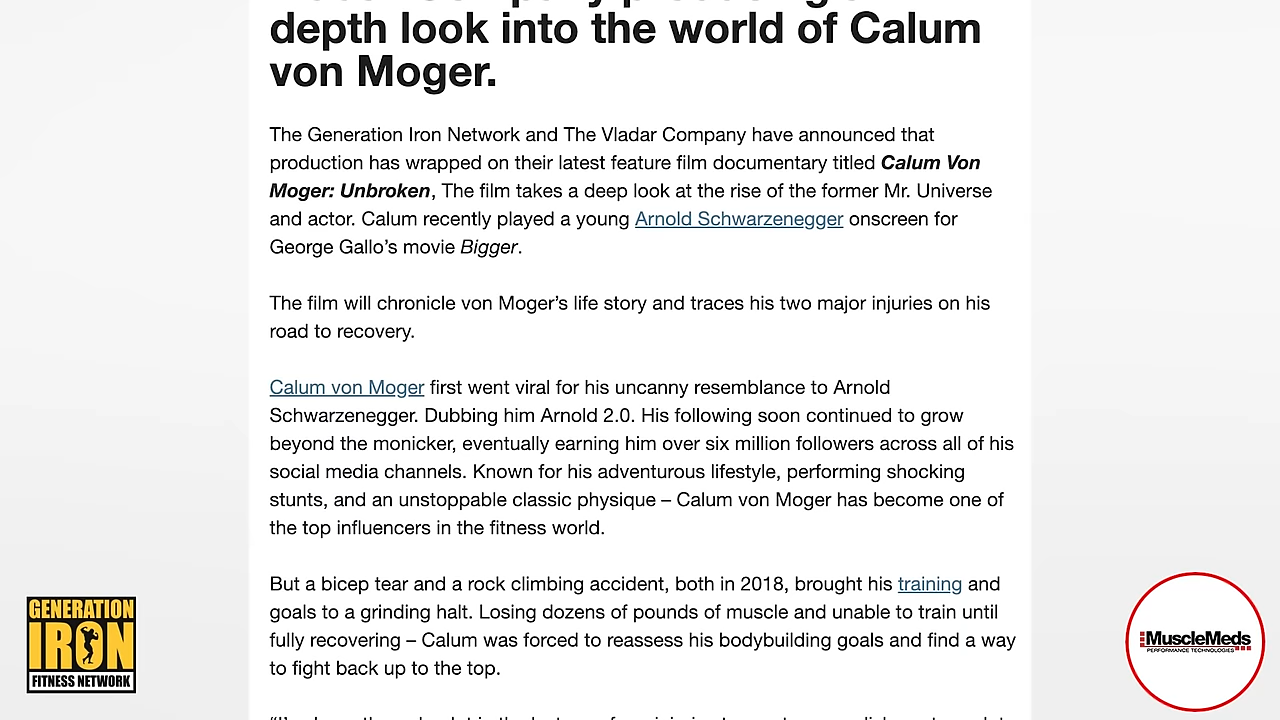 depth look into the world of Calum
von Moger.
The Generation Iron Network and The Vladar Company have announced that
production has wrapped on their latest feature film documentary titled Calum Von
Moger: Unbroken, The film takes a deep look at the rise of the former Mr. Universe
and actor. Calum recently played a young Arnold Schwarzenegger onscreen for
George Gallo’s movie Bigger.
The film will chronicle von Moger’s life story and traces his two major injuries on his
road to recovery.
Calum von Moger first went viral for his uncanny resemblance to Arnold
Schwarzenegger. Dubbing him Arnold 2.0. His following soon continued to grow
beyond the monicker, eventually earning him over six million followers across all of his
social media channels. Known for his adventurous lifestyle, performing shocking
stunts, and an unstoppable classic physique – Calum von Moger has become one of
the top influencers in the fitness world.
But a bicep tear and a rock climbing accident, both in 2018, brought his training and
goals to a grinding halt. Losing dozens of pounds of muscle and unable to train until
fully recovering – Calum was forced to reassess his bodybuilding goals and find a way
to fight back up to the top.
GENERATION
IRON
FITNESS NETWORK
MuscleMeds
PERFORMANCE TECHNOLOGIES